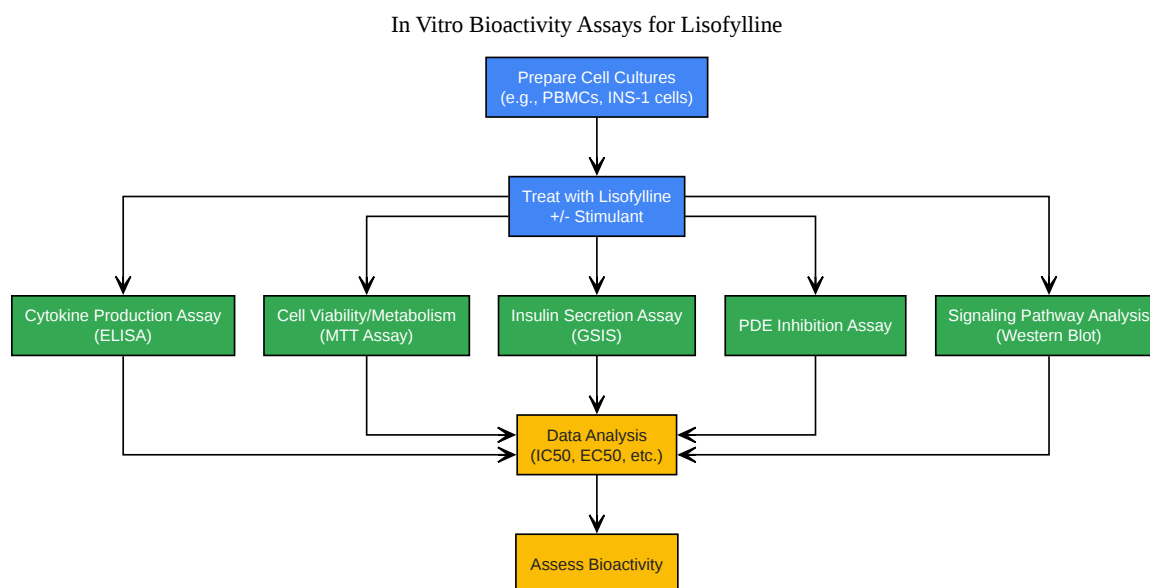 In Vitro Bioactivity Assays for Lisofylline
Prepare Cell Cultures
(e.g., PBMCs, INS-1 cells)
Treat with Lisofylline
+/- Stimulant
Cytokine Production Assay
(ELISA)
Cell Viability/Metabolism
(MTT Assay)
Insulin Secretion Assay
(GSIS)
PDE Inhibition Assay
Signaling Pathway Analysis
(Western Blot)
Data Analysis
(IC50, EC50, etc.)
Assess Bioactivity